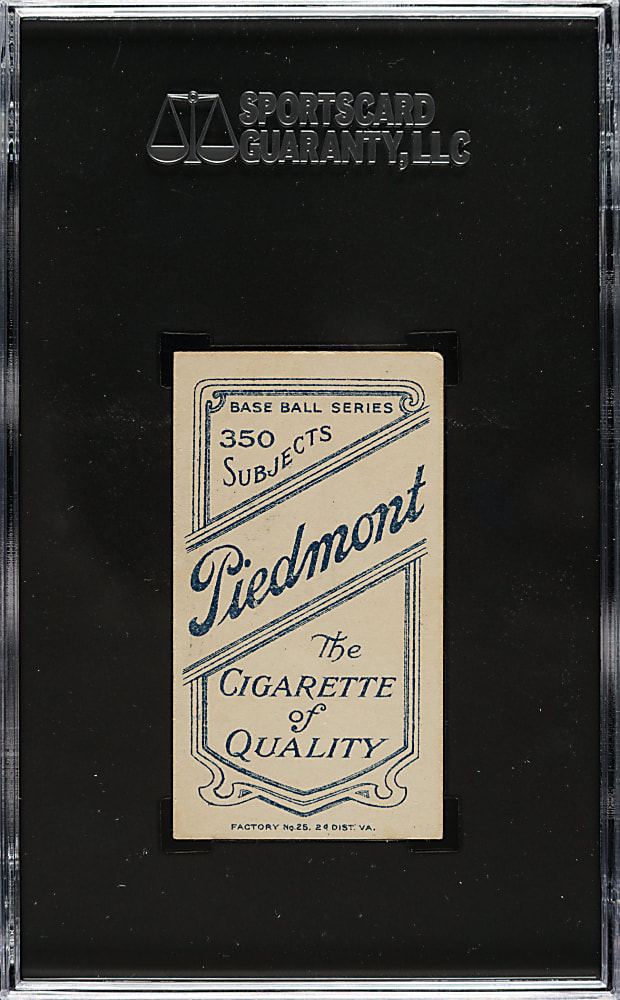 SPORTSCARD
GUARANTY, LLC
BASE BALL SERIES
350
SUBJECTS
Piedmont
The
CIGARETTE
of
QUALITY
FACTORY No. 25, 2d DIST. VA.